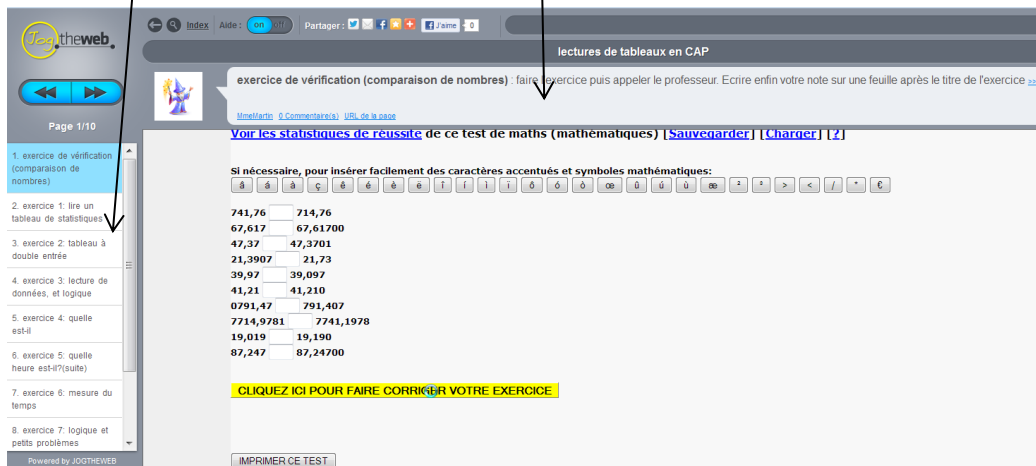 Jog theweb
Index Aide : on off Partager : J'aime 0
lectures de tableaux en CAP
exercice de vérification (comparaison de nombres) : faire l'exercice puis appeler le professeur. Ecrire enfin votre note sur une feuille après le titre de l'exercice >>
MmeMartin 0 Commentaire(s) URL de la page
Page 1/10
1. exercice de vérification
(comparaison de
nombres)
2. exercice 1: lire un
tableau de statistiques
3. exercice 2: tableau à
double entrée
4. exercice 3: lecture de
données, et logique
5. exercice 4: quelle
est-il
6. exercice 5: quelle
heure est-il?(suite)
7. exercice 6: mesure du
temps
8. exercice 7: logique et
petits problèmes
Powered by JOGTHEWEB
Voir les statistiques de réussite de ce test de maths (mathématiques) [Sauvegarder] [Charger] [?]
Si nécessaire, pour insérer facilement des caractères accentués et symboles mathématiques:
â á à ç ê é è ë î í ì ï ô ó ò œ û ú ù æ ² ³ > < / * €
741,76 714,76
67,617 67,61700
47,37 47,3701
21,3907 21,73
39,97 39,097
41,21 41,210
0791,47 791,407
7714,9781 7741,1978
19,019 19,190
87,247 87,24700
CLIQUEZ ICI POUR FAIRE CORRIGER VOTRE EXERCICE
IMPRIMER CE TEST